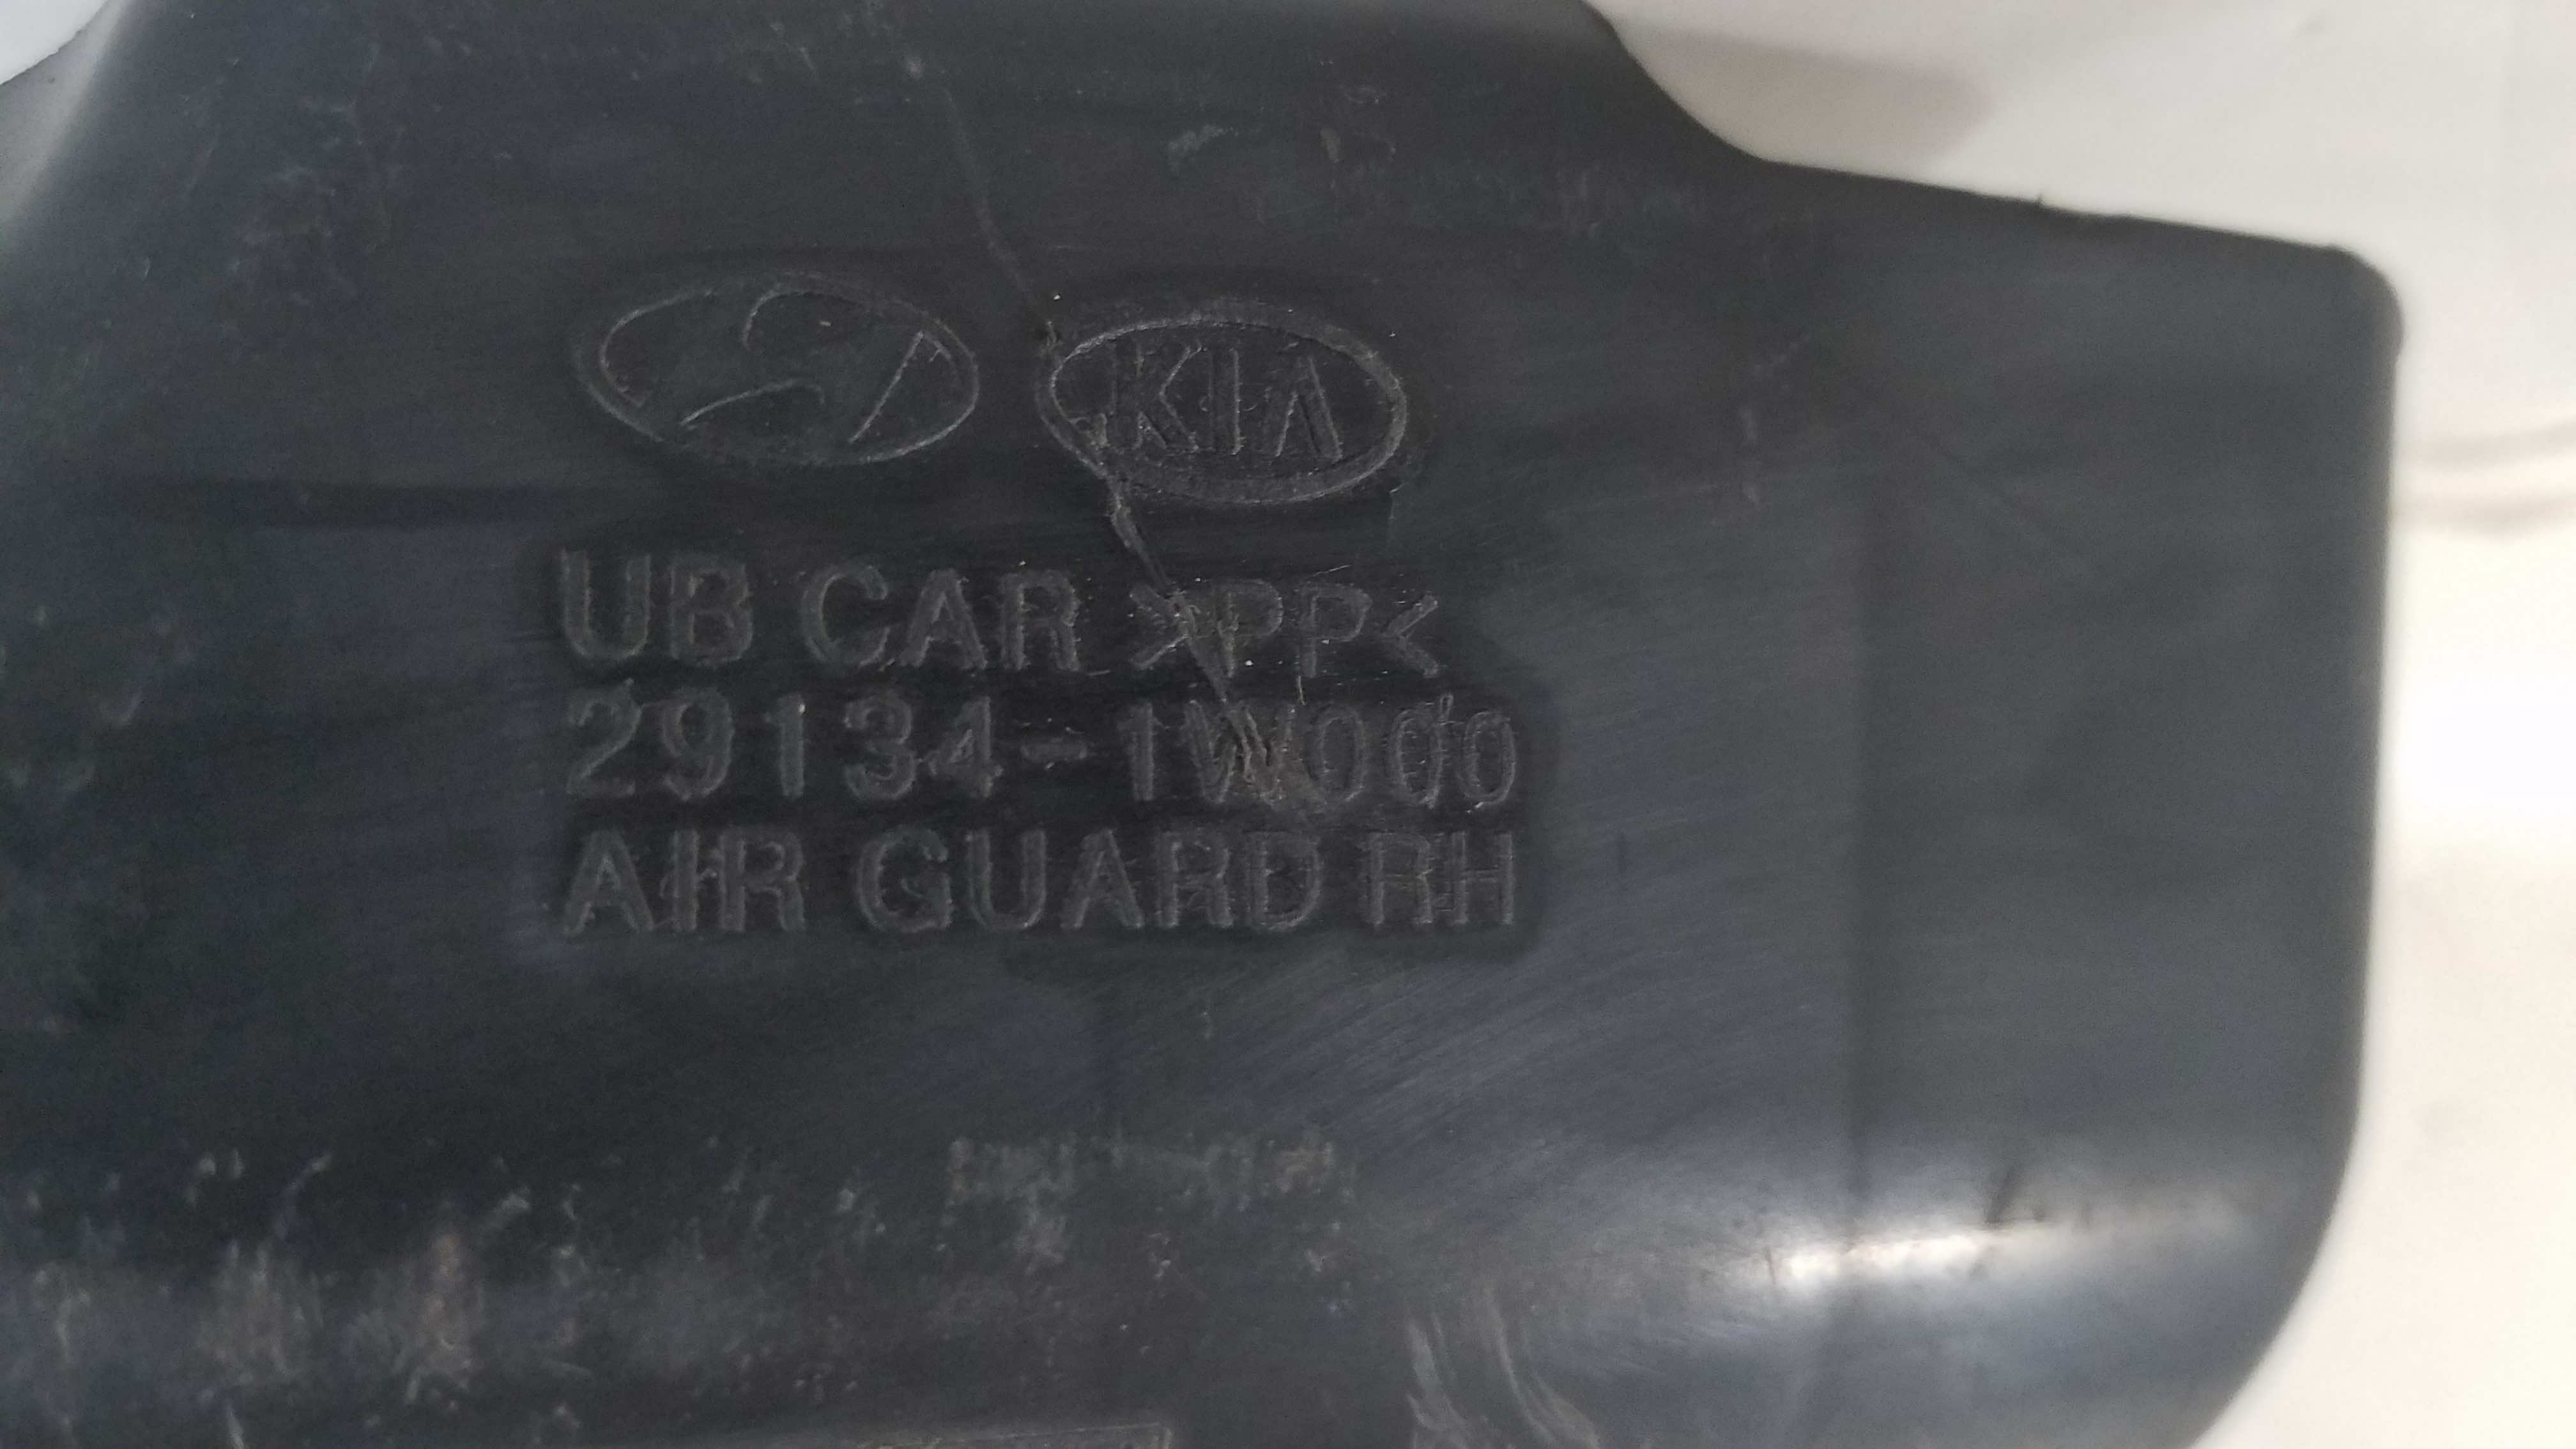 KIA
UB CAR >PP<
29134-1W000
AIR GUARD RH